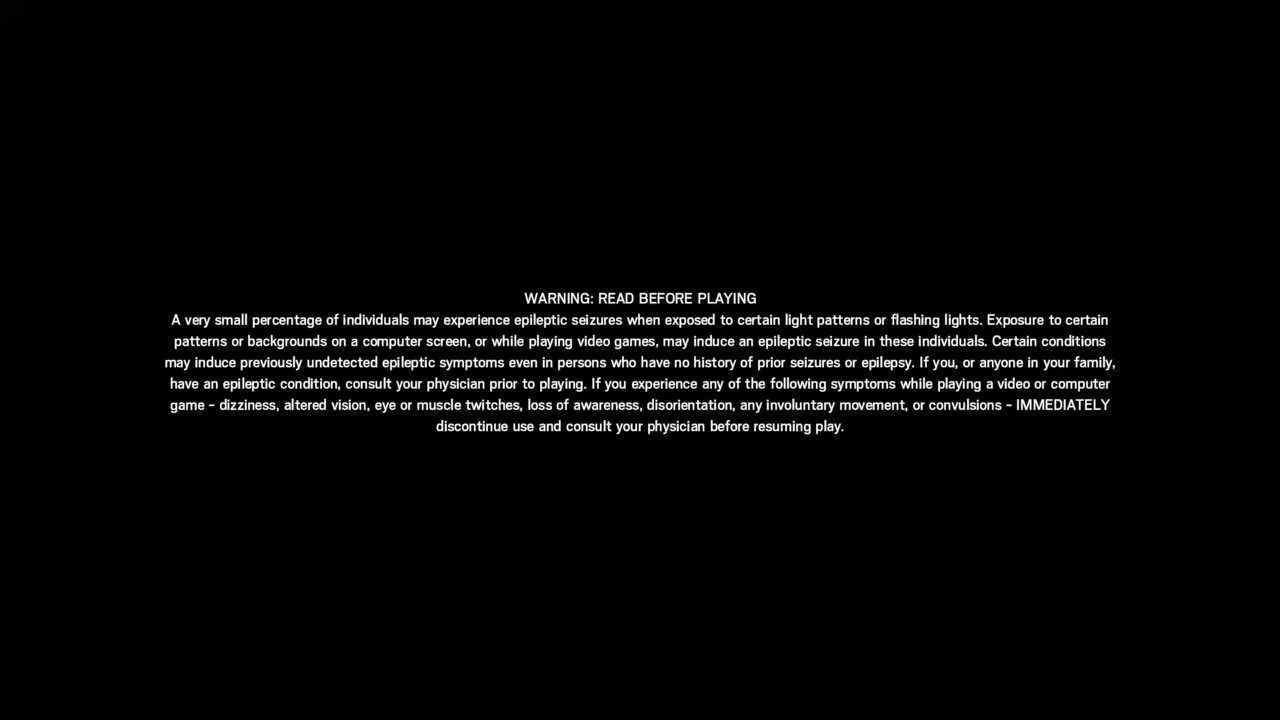 WARNING: READ BEFORE PLAYING
A very small percentage of individuals may experience epileptic seizures when exposed to certain light patterns or flashing lights. Exposure to certain
patterns or backgrounds on a computer screen, or while playing video games, may induce an epileptic seizure in these individuals. Certain conditions
may induce previously undetected epileptic symptoms even in persons who have no history of prior seizures or epilepsy. If you, or anyone in your family,
have an epileptic condition, consult your physician prior to playing. If you experience any of the following symptoms while playing a video or computer
game - dizziness, altered vision, eye or muscle twitches, loss of awareness, disorientation, any involuntary movement, or convulsions - IMMEDIATELY
discontinue use and consult your physician before resuming play.